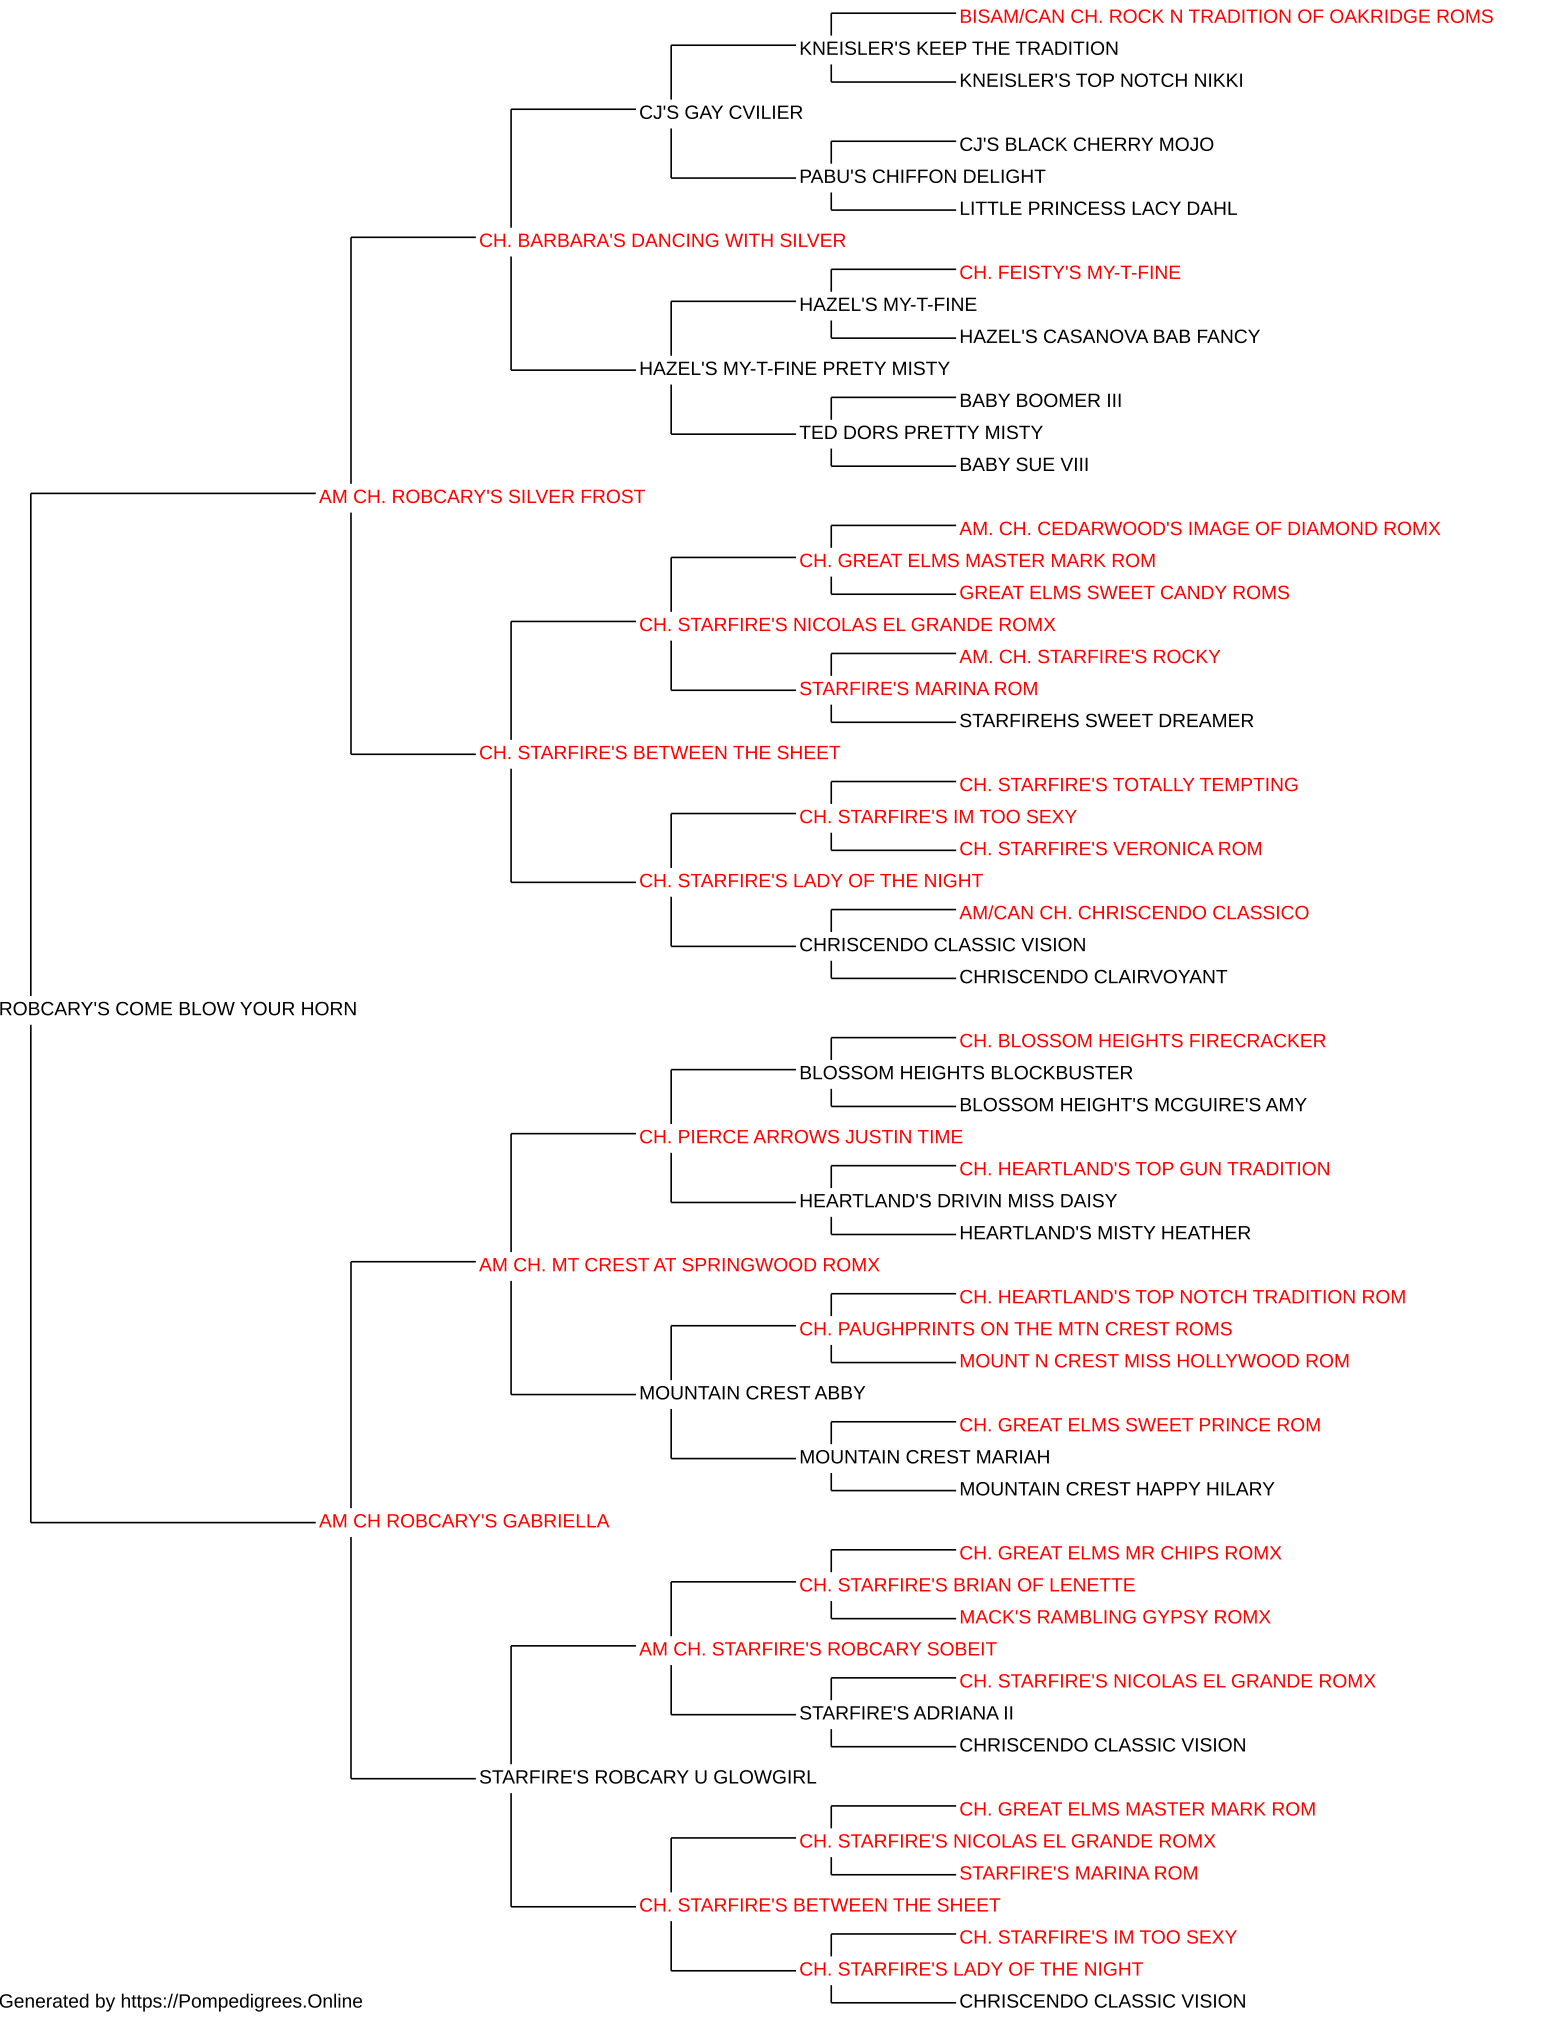 BISAM/CAN CH. ROCK N TRADITION OF OAKRIDGE ROMS
KNEISLER'S KEEP THE TRADITION
KNEISLER'S TOP NOTCH NIKKI
CJ'S GAY CVILIER
CJ'S BLACK CHERRY MOJO
PABU'S CHIFFON DELIGHT
LITTLE PRINCESS LACY DAHL
CH. BARBARA'S DANCING WITH SILVER
CH. FEISTY'S MY-T-FINE
HAZEL'S MY-T-FINE
HAZEL'S CASANOVA BAB FANCY
HAZEL'S MY-T-FINE PRETY MISTY
BABY BOOMER III
TED DORS PRETTY MISTY
BABY SUE VIII
AM CH. ROBCARY'S SILVER FROST
AM. CH. CEDARWOOD'S IMAGE OF DIAMOND ROMX
CH. GREAT ELMS MASTER MARK ROM
GREAT ELMS SWEET CANDY ROMS
CH. STARFIRE'S NICOLAS EL GRANDE ROMX
AM. CH. STARFIRE'S ROCKY
STARFIRE'S MARINA ROM
STARFIREHS SWEET DREAMER
CH. STARFIRE'S BETWEEN THE SHEET
CH. STARFIRE'S TOTALLY TEMPTING
CH. STARFIRE'S IM TOO SEXY
CH. STARFIRE'S VERONICA ROM
CH. STARFIRE'S LADY OF THE NIGHT
AM/CAN CH. CHRISCENDO CLASSICO
CHRISCENDO CLASSIC VISION
CHRISCENDO CLAIRVOYANT
ROBCARY'S COME BLOW YOUR HORN
CH. BLOSSOM HEIGHTS FIRECRACKER
BLOSSOM HEIGHTS BLOCKBUSTER
BLOSSOM HEIGHT'S MCGUIRE'S AMY
CH. PIERCE ARROWS JUSTIN TIME
CH. HEARTLAND'S TOP GUN TRADITION
HEARTLAND'S DRIVIN MISS DAISY
HEARTLAND'S MISTY HEATHER
AM CH. MT CREST AT SPRINGWOOD ROMX
CH. HEARTLAND'S TOP NOTCH TRADITION ROM
CH. PAUGHPRINTS ON THE MTN CREST ROMS
MOUNT N CREST MISS HOLLYWOOD ROM
MOUNTAIN CREST ABBY
CH. GREAT ELMS SWEET PRINCE ROM
MOUNTAIN CREST MARIAH
MOUNTAIN CREST HAPPY HILARY
AM CH ROBCARY'S GABRIELLA
CH. GREAT ELMS MR CHIPS ROMX
CH. STARFIRE'S BRIAN OF LENETTE
MACK'S RAMBLING GYPSY ROMX
AM CH. STARFIRE'S ROBCARY SOBEIT
CH. STARFIRE'S NICOLAS EL GRANDE ROMX
STARFIRE'S ADRIANA II
CHRISCENDO CLASSIC VISION
STARFIRE'S ROBCARY U GLOWGIRL
CH. GREAT ELMS MASTER MARK ROM
CH. STARFIRE'S NICOLAS EL GRANDE ROMX
STARFIRE'S MARINA ROM
CH. STARFIRE'S BETWEEN THE SHEET
CH. STARFIRE'S IM TOO SEXY
CH. STARFIRE'S LADY OF THE NIGHT
CHRISCENDO CLASSIC VISION
Generated by https://Pompedigrees.Online